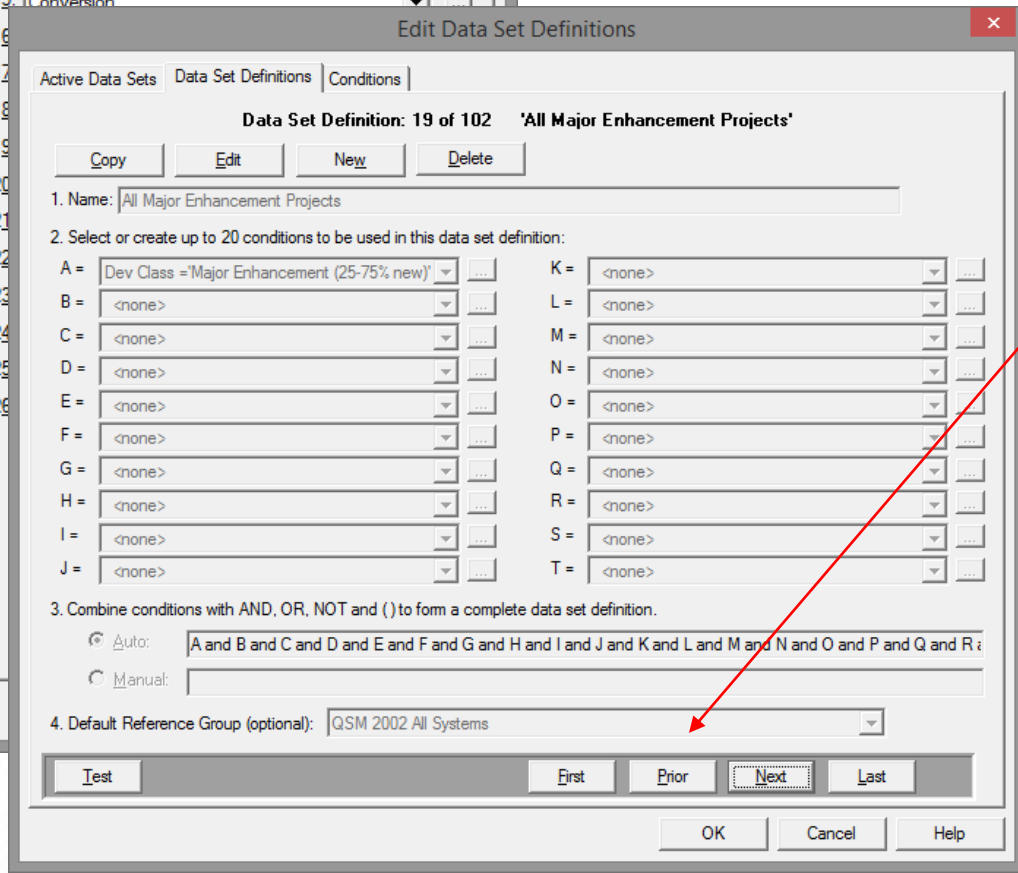 Conversion
Edit Data Set Definitions
Active Data Sets Data Set Definitions Conditions
Data Set Definition: 19 of 102 'All Major Enhancement Projects'
Copy Edit New Delete
1. Name: All Major Enhancement Projects
2. Select or create up to 20 conditions to be used in this data set definition:
A = Dev Class ='Major Enhancement (25-75% new)' ... K = <none> ...
B = <none> ... L = <none> ...
C = <none> ... M = <none> ...
D = <none> ... N = <none> ...
E = <none> ... O = <none> ...
F = <none> ... P = <none> ...
G = <none> ... Q = <none> ...
H = <none> ... R = <none> ...
I = <none> ... S = <none> ...
J = <none> ... T = <none> ...
3. Combine conditions with AND, OR, NOT and ( ) to form a complete data set definition.
Auto: A and B and C and D and E and F and G and H and I and J and K and L and M and N and O and P and Q and R
Manual:
4. Default Reference Group (optional): QSM 2002 All Systems
Test First Prior Next Last
OK Cancel Help